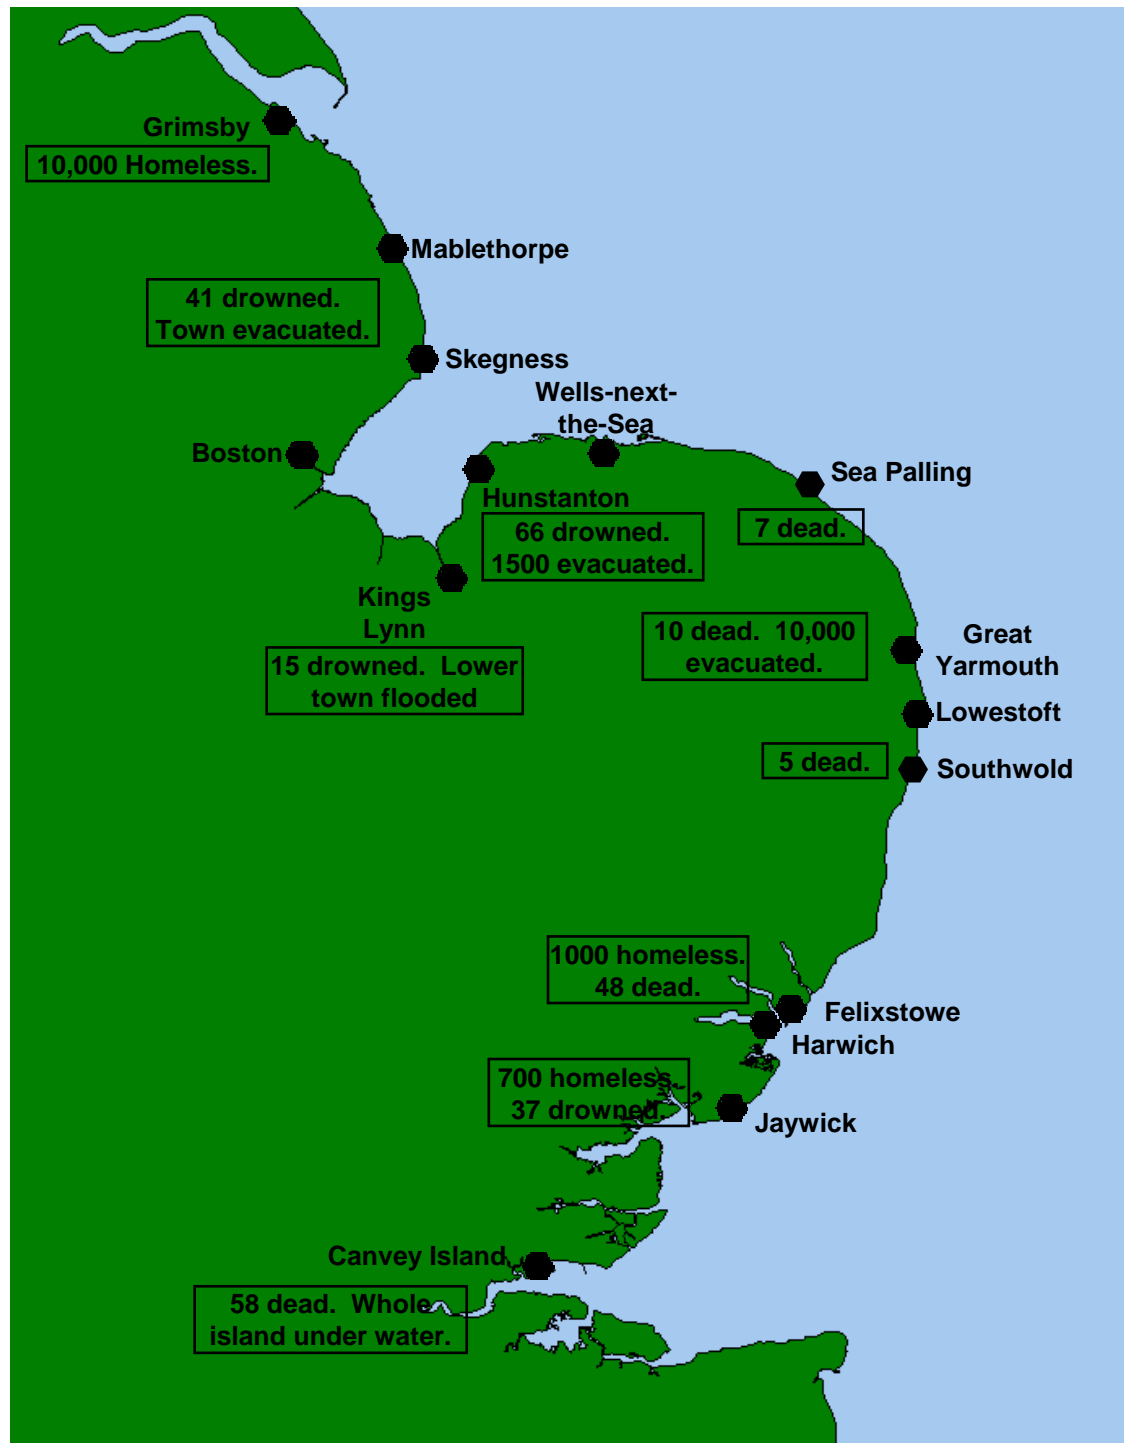 Grimsby
10,000 Homeless.
Mablethorpe
41 drowned.
Town evacuated.
Skegness
Wells-next-
the-Sea
Boston
Sea Palling
Hunstanton
66 drowned.
1500 evacuated.
7 dead.
Kings
Lynn
15 drowned.  Lower
town flooded
10 dead.  10,000
evacuated.
Great
Yarmouth
Lowestoft
5 dead.
Southwold
1000 homeless.
48 dead.
Felixstowe
Harwich
700 homeless.
37 drowned.
Jaywick
Canvey Island
58 dead.  Whole
island under water.